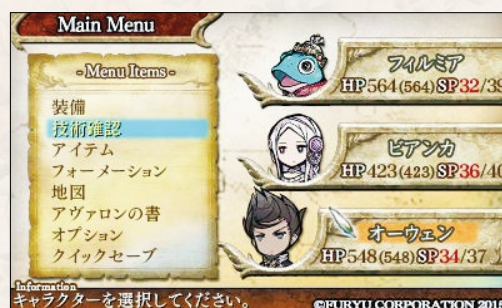 Main Menu
- Menu Items -
装備
技術確認
アイテム
フォーメーション
地図
アヴァロンの書
オプション
クイックセーブ
フィルミア
HP564(564)SP32/39
ビアンカ
HP423(423)SP36/40
オーウェン
HP548(548)SP34/37
Information
キャラクターを選択してください。
©FURYU CORPORATION